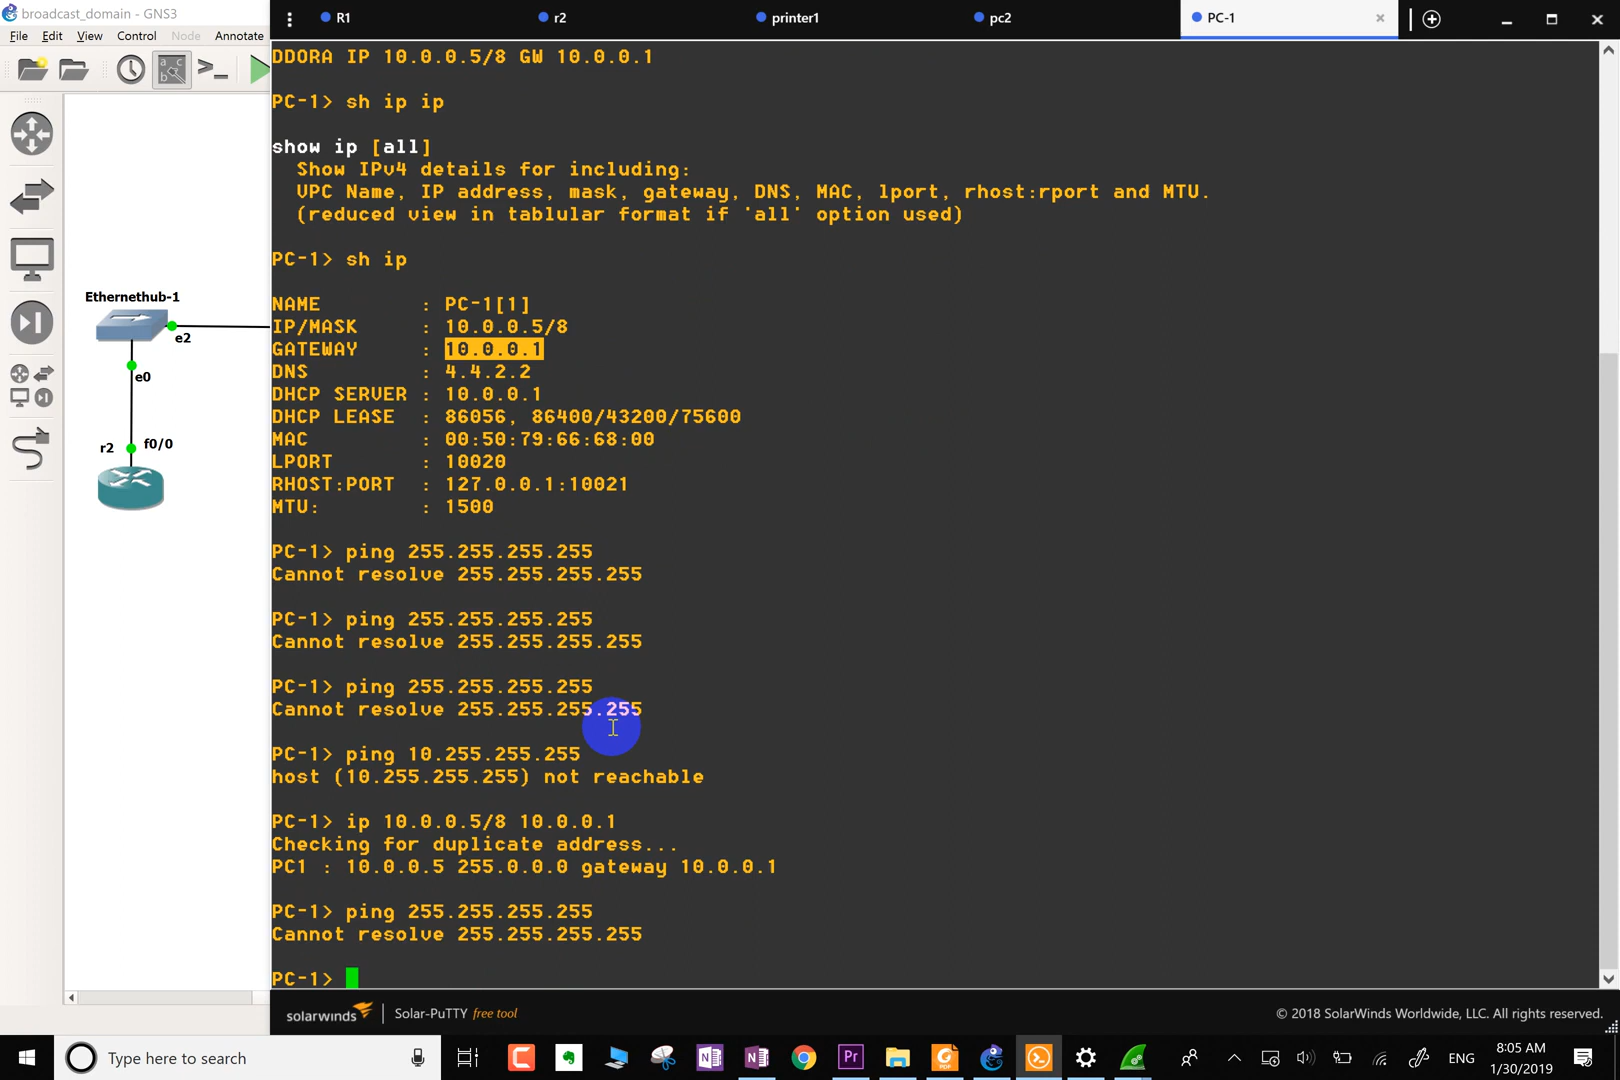 broadcast_domain - GNS3
File Edit View Control Node Annotate
R1
r2
printer1
pc2
PC-1
DDORA IP 10.0.0.5/8 GW 10.0.0.1
PC-1> sh ip ip
show ip [all]
Show IPv4 details for including:
VPC Name, IP address, mask, gateway, DNS, MAC, lport, rhost:rport and MTU.
(reduced view in tablular format if 'all' option used)
PC-1> sh ip
NAME : PC-1[1]
IP/MASK : 10.0.0.5/8
GATEWAY : 10.0.0.1
DNS : 4.4.2.2
DHCP SERVER : 10.0.0.1
DHCP LEASE : 86056, 86400/43200/75600
MAC : 00:50:79:66:68:00
LPORT : 10020
RHOST:PORT : 127.0.0.1:10021
MTU: : 1500
PC-1> ping 255.255.255.255
Cannot resolve 255.255.255.255
PC-1> ping 255.255.255.255
Cannot resolve 255.255.255.255
PC-1> ping 255.255.255.255
Cannot resolve 255.255.255.255
PC-1> ping 10.255.255.255
host (10.255.255.255) not reachable
PC-1> ip 10.0.0.5/8 10.0.0.1
Checking for duplicate address...
PC1 : 10.0.0.5 255.0.0.0 gateway 10.0.0.1
PC-1> ping 255.255.255.255
Cannot resolve 255.255.255.255
PC-1>
Ethernethub-1
e2
e0
r2 f0/0
solarwinds Solar-PuTTY free tool
© 2018 SolarWinds Worldwide, LLC. All rights reserved.
Type here to search
ENG
8:05 AM
1/30/2019